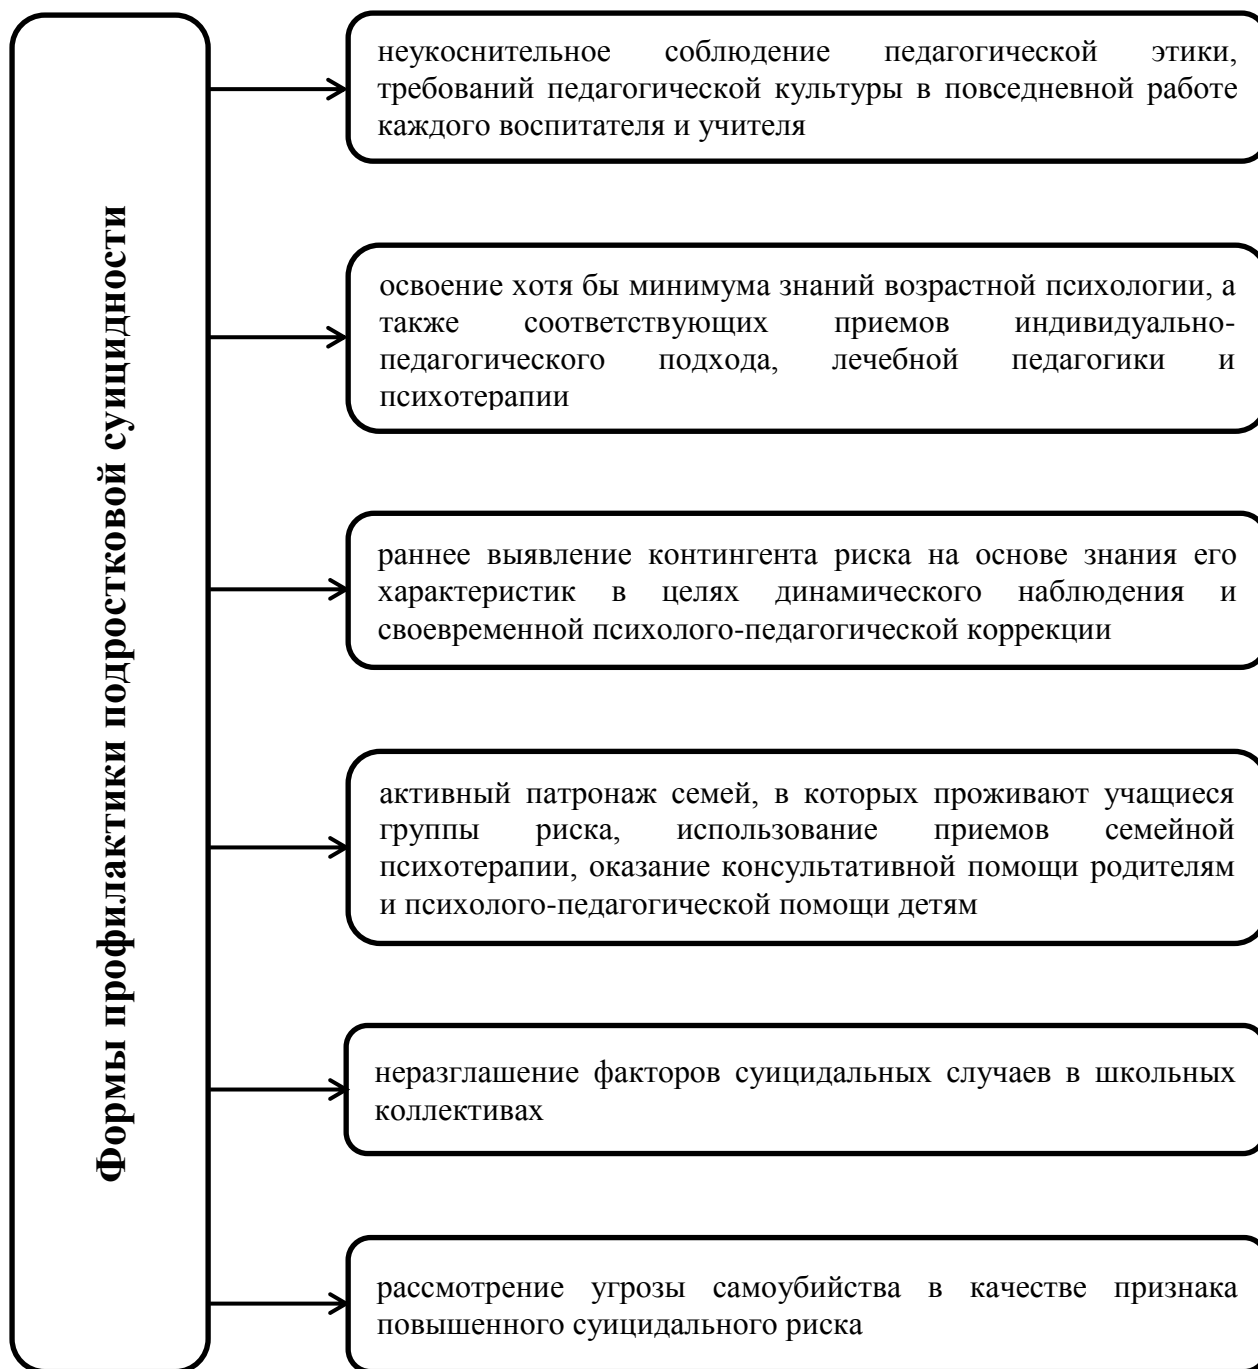 Формы профилактики подростковой суицидности
неукоснительное соблюдение педагогической этики,
требований педагогической культуры в повседневной работе
каждого воспитателя и учителя
освоение хотя бы минимума знаний возрастной психологии, а
также соответствующих приемов индивидуально-
педагогического подхода, лечебной педагогики и
психотерапии
раннее выявление контингента риска на основе знания его
характеристик в целях динамического наблюдения и
своевременной психолого-педагогической коррекции
активный патронаж семей, в которых проживают учащиеся
группы риска, использование приемов семейной
психотерапии, оказание консультативной помощи родителям
и психолого-педагогической помощи детям
неразглашение факторов суицидальных случаев в школьных
коллективах
рассмотрение угрозы самоубийства в качестве признака
повышенного суицидального риска